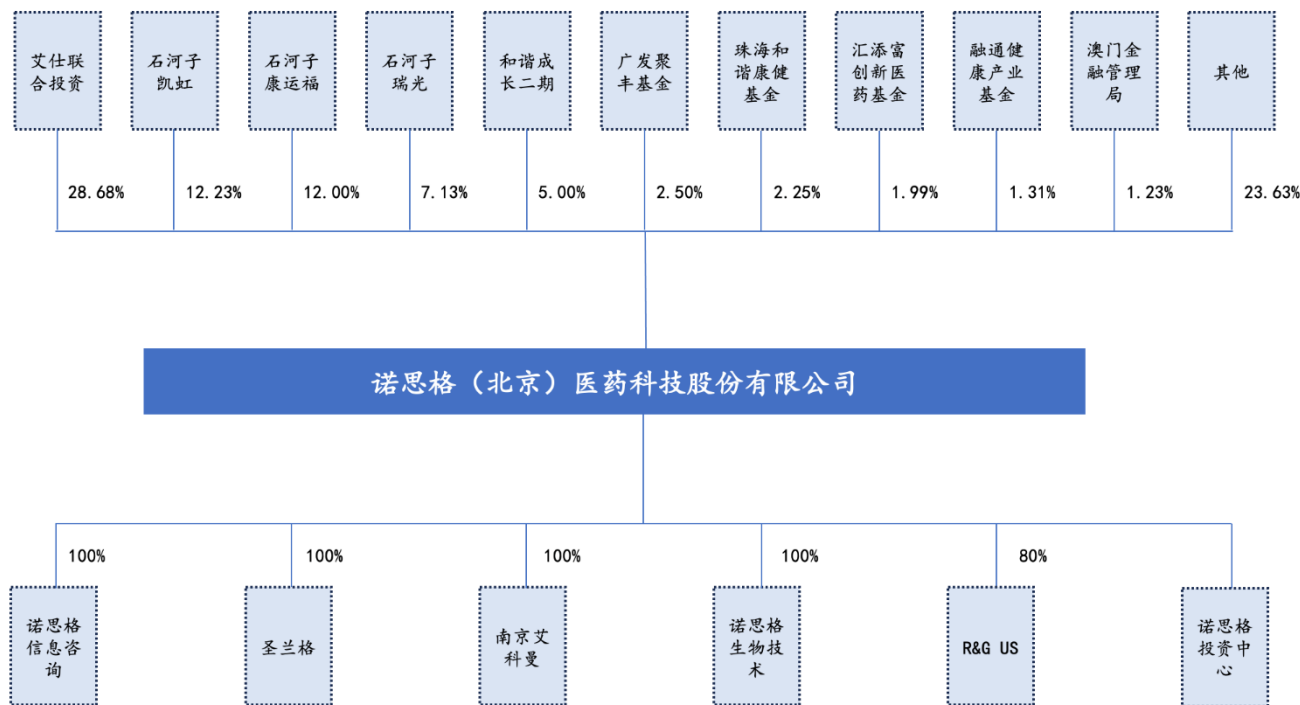 艾仕联
合投资
石河子
凯虹
石河子
康运福
石河子
瑞光
和谐成
长二期
广发聚
丰基金
珠海和
谐康健
基金
汇添富
创新医
药基金
融通健
康产业
基金
澳门金
融管理
局
其他
28.68%
12.23%
12.00%
7.13%
5.00%
2.50%
2.25%
1.99%
1.31%
1.23%
23.63%
诺思格（北京）医药科技股份有限公司
100%
100%
100%
100%
80%
诺思格
信息咨
询
圣兰格
南京艾
科曼
诺思格
生物技
术
R&G US
诺思格
投资中
心